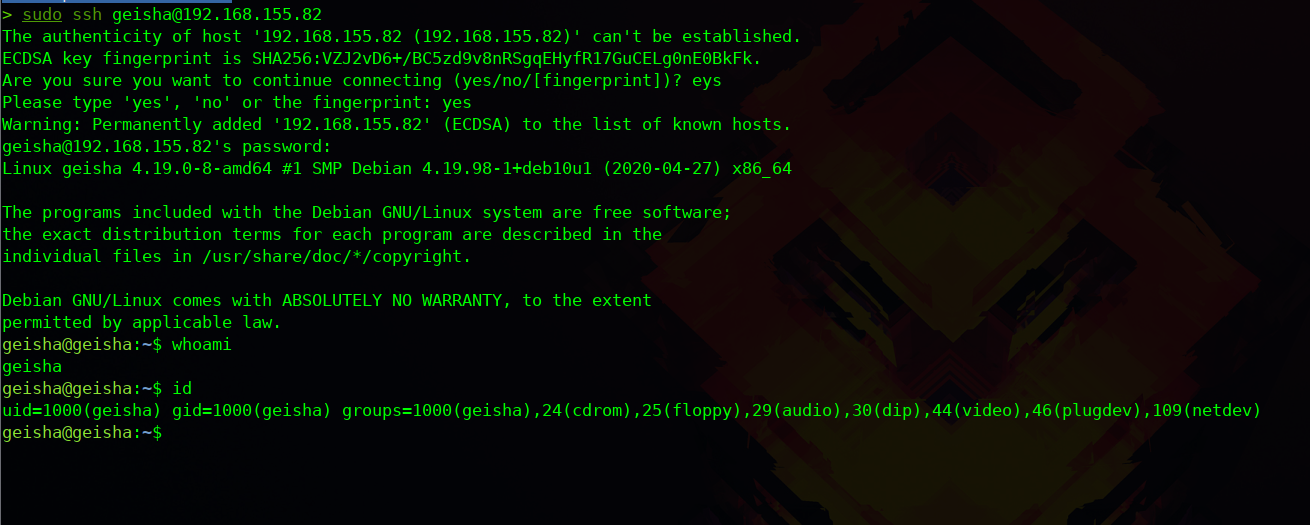 > sudo ssh geisha@192.168.155.82
The authenticity of host '192.168.155.82 (192.168.155.82)' can't be established.
ECDSA key fingerprint is SHA256:VZJ2vD6+/BC5zd9v8nRSgqEHyfR17GuCELg0nE0BkFk.
Are you sure you want to continue connecting (yes/no/[fingerprint])? eys
Please type 'yes', 'no' or the fingerprint: yes
Warning: Permanently added '192.168.155.82' (ECDSA) to the list of known hosts.
geisha@192.168.155.82's password:
Linux geisha 4.19.0-8-amd64 #1 SMP Debian 4.19.98-1+deb10u1 (2020-04-27) x86_64
The programs included with the Debian GNU/Linux system are free software;
the exact distribution terms for each program are described in the
individual files in /usr/share/doc/*/copyright.
Debian GNU/Linux comes with ABSOLUTELY NO WARRANTY, to the extent
permitted by applicable law.
geisha@geisha:~$ whoami
geisha
geisha@geisha:~$ id
uid=1000(geisha) gid=1000(geisha) groups=1000(geisha),24(cdrom),25(floppy),29(audio),30(dip),44(video),46(plugdev),109(netdev)
geisha@geisha:~$